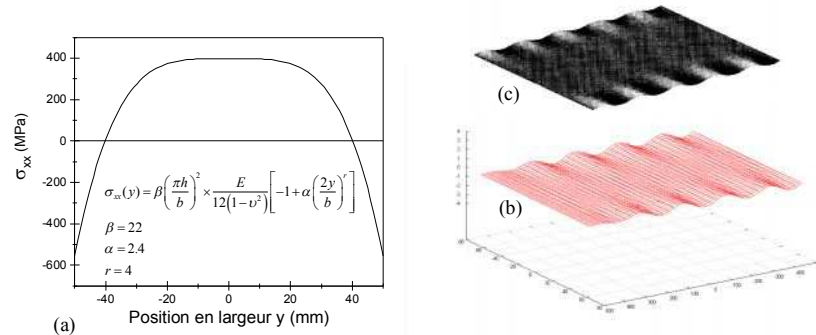 400
200
0
-200
-400
-600
σxx (MPa)
σxx(y) = β(πh/b)² × E/12(1−υ²) [−1+α(2y/b)^r]
β = 22
α = 2.4
r = 4
-40 -20 0 20 40
Position en largeur y (mm)
(a)
(c)
(b)